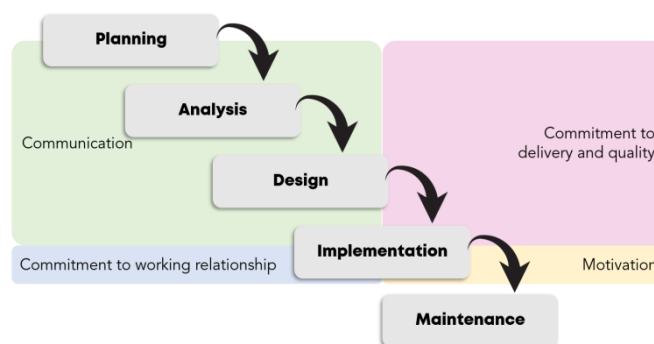 Planning
Analysis
Communication
Commitment to
delivery and quality
Design
Implementation
Commitment to working relationship
Motivation
Maintenance